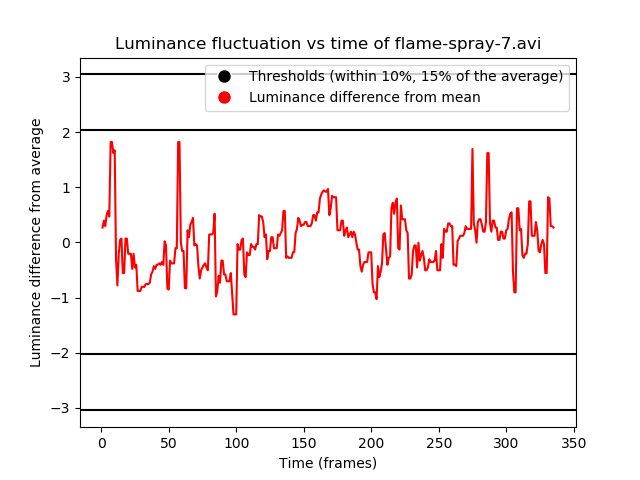 Luminance fluctuation vs time of flame-spray-7.avi
Thresholds (within 10%, 15% of the average)
Luminance difference from mean
Luminance difference from average
3
2
1
0
−1
−2
−3
0 50 100 150 200 250 300 350
Time (frames)